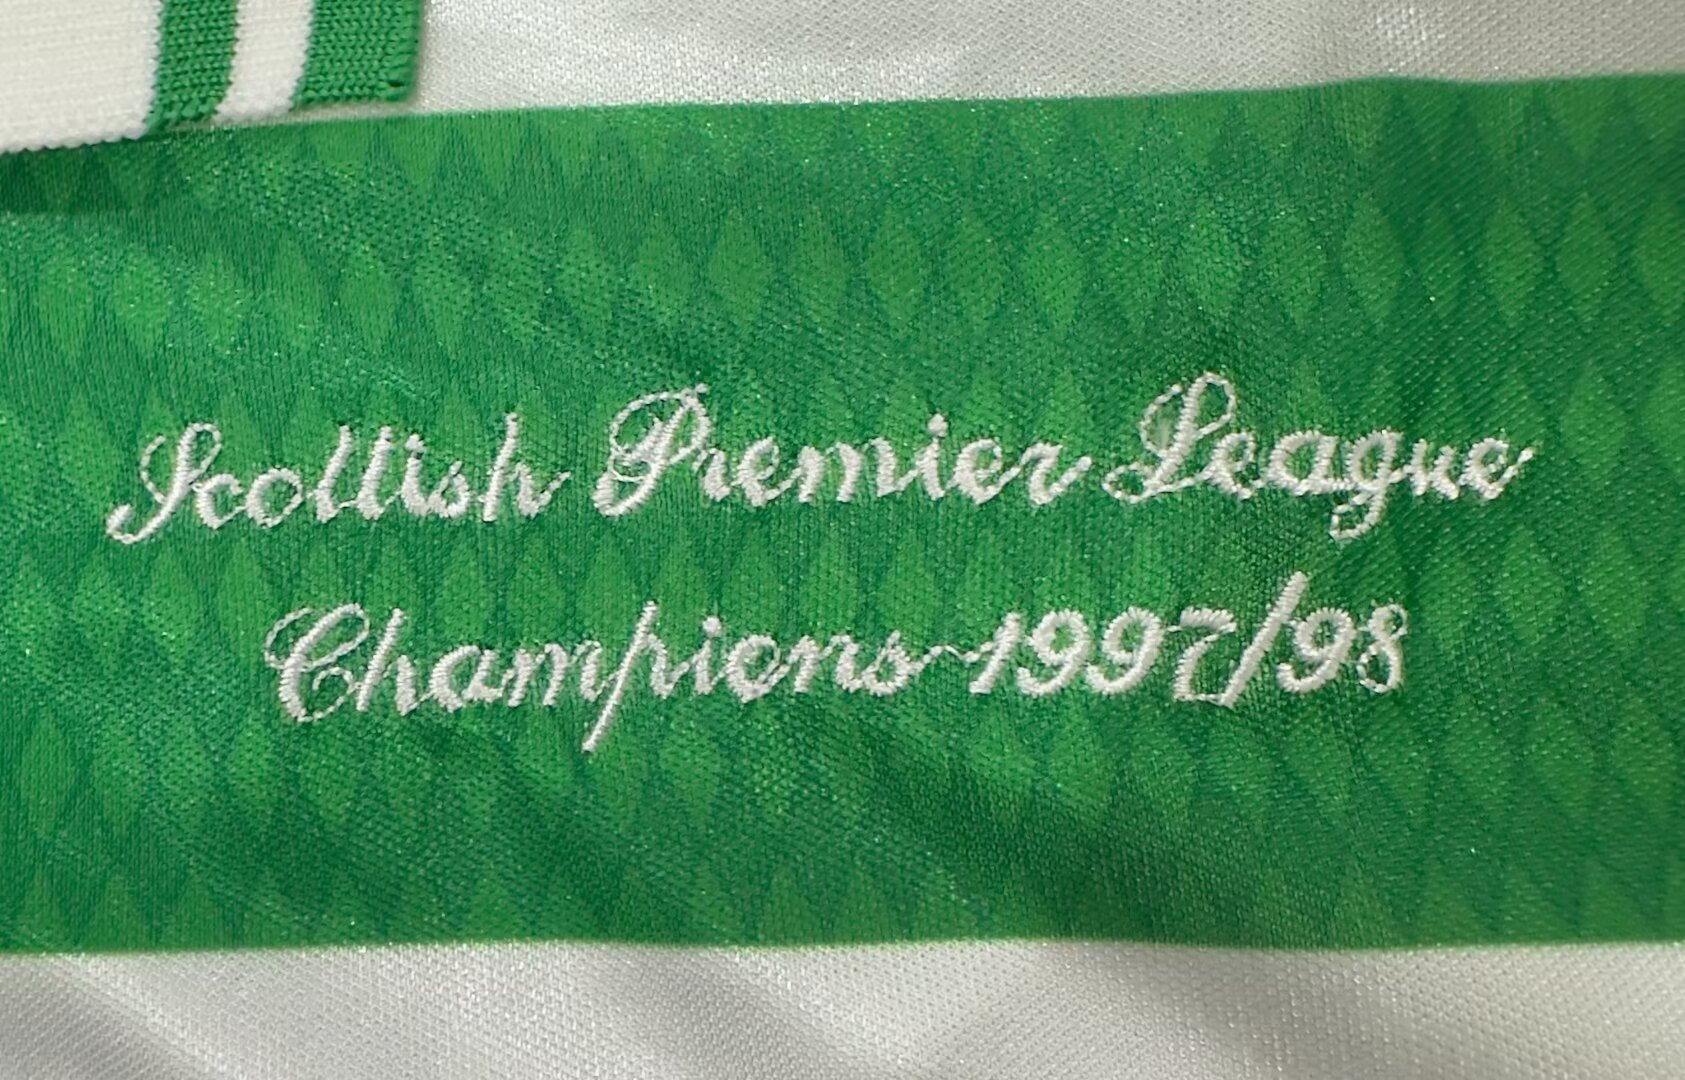 Scottish Premier League
Champions-1997/98